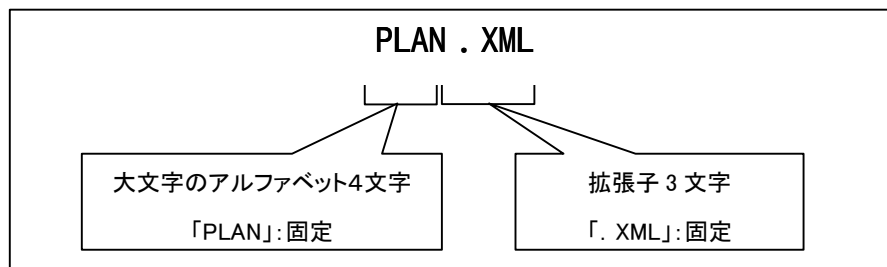 PLAN . XML
大文字のアルファベット4文字
「PLAN」:固定
拡張子 3 文字
「. XML」:固定